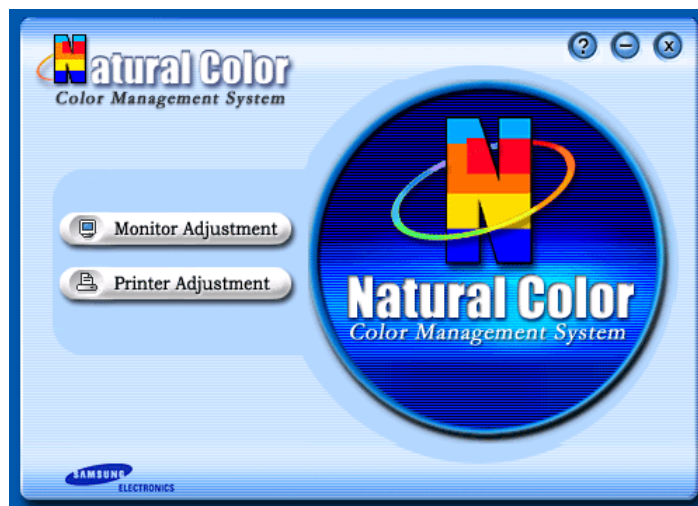 Natural Color
Color Management System
? – x
Monitor Adjustment
Printer Adjustment
N
Natural Color
Color Management System
SAMSUNG
ELECTRONICS